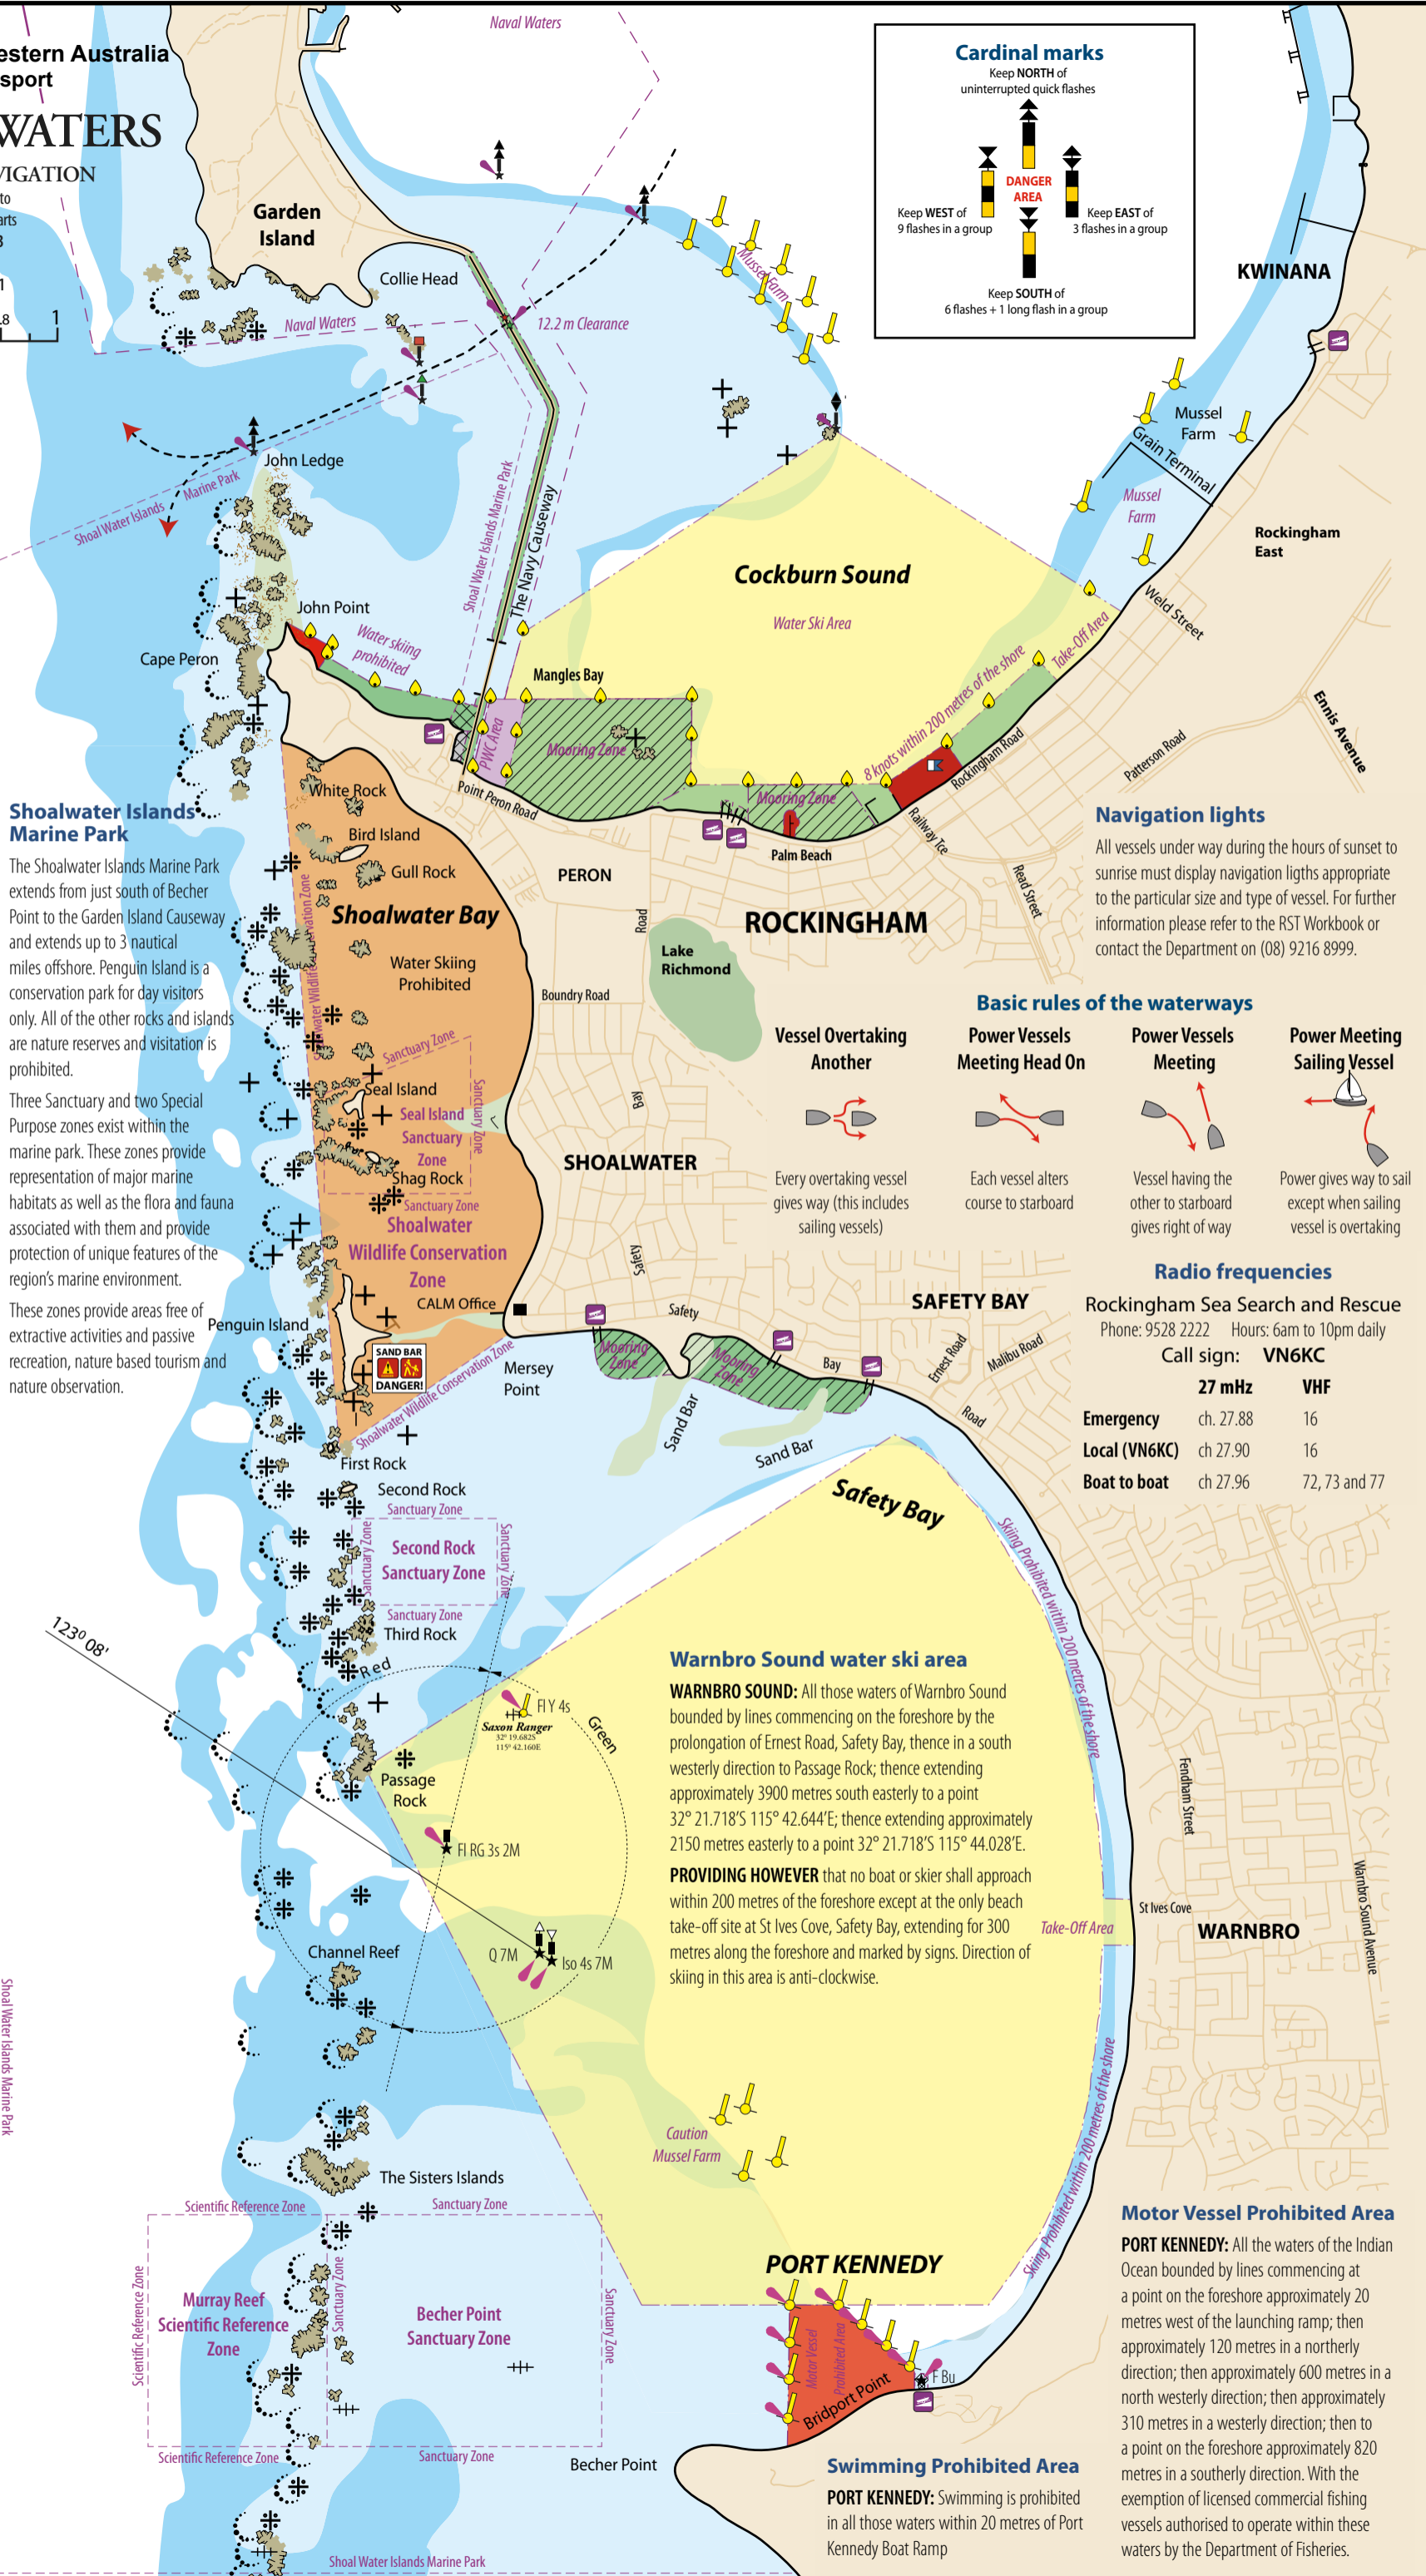 estern Australia
sport
WATERS
VIGATION
to
arts
1
.8
1
Naval Waters
Cardinal marks
Keep NORTH of
uninterrupted quick flashes
DANGER
AREA
Keep WEST of
9 flashes in a group
Keep EAST of
3 flashes in a group
Keep SOUTH of
6 flashes + 1 long flash in a group
Garden
Island
Collie Head
Naval Waters
12.2 m Clearance
Mussel Farm
KWINANA
Mussel
Farm
Grain Terminal
Mussel
Farm
Rockingham
East
John Ledge
Marine Park
Shoal Water Islands
Shoal Water Islands Marine Park
The Navy Causeway
Cockburn Sound
Water Ski Area
Weld Street
Take-Off Area
John Point
Water skiing
prohibited
Cape Peron
Mangles Bay
8 knots within 200 metres of the shore
Ennis Avenue
PWC Area
Mooring Zone
Mooring Zone
Rockingham Road
Patterson Road
Point Peron Road
Railway Tce
Palm Beach
Read Street
White Rock
Bird Island
Gull Rock
PERON
ROCKINGHAM
Shoalwater Islands
Marine Park
The Shoalwater Islands Marine Park
extends from just south of Becher
Point to the Garden Island Causeway
and extends up to 3 nautical
miles offshore. Penguin Island is a
conservation park for day visitors
only. All of the other rocks and islands
are nature reserves and visitation is
prohibited.
Three Sanctuary and two Special
Purpose zones exist within the
marine park. These zones provide
representation of major marine
habitats as well as the flora and fauna
associated with them and provide
protection of unique features of the
region's marine environment.
These zones provide areas free of
extractive activities and passive
recreation, nature based tourism and
nature observation.
Navigation lights
All vessels under way during the hours of sunset to
sunrise must display navigation ligths appropriate
to the particular size and type of vessel. For further
information please refer to the RST Workbook or
contact the Department on (08) 9216 8999.
Shoalwater Bay
Water Skiing
Prohibited
Shoalwater Wildlife Conservation Zone
Road
Lake
Richmond
Boundry Road
Basic rules of the waterways
Vessel Overtaking
Another
Power Vessels
Meeting Head On
Power Vessels
Meeting
Power Meeting
Sailing Vessel
Every overtaking vessel
gives way (this includes
sailing vessels)
Each vessel alters
course to starboard
Vessel having the
other to starboard
gives right of way
Power gives way to sail
except when sailing
vessel is overtaking
Sanctuary Zone
Seal Island
Seal Island
Sanctuary
Zone
Sanctuary Zone
Shag Rock
Sanctuary Zone
Bay
SHOALWATER
Shoalwater
Wildlife Conservation
Zone
Safety
CALM Office
Penguin Island
SAND BAR
DANGER!
Shoalwater Wildlife Conservation Zone
Mersey
Point
Safety
SAFETY BAY
Mooring
Zone
Mooring
Zone
Bay
Ernest Road
Malibu Road
Road
Sand Bar
Sand Bar
Radio frequencies
Rockingham Sea Search and Rescue
Phone: 9528 2222 Hours: 6am to 10pm daily
Call sign: VN6KC
27 mHz VHF
Emergency ch. 27.88 16
Local (VN6KC) ch 27.90 16
Boat to boat ch 27.96 72, 73 and 77
First Rock
Second Rock
Sanctuary Zone
Sanctuary Zone
Second Rock
Sanctuary Zone
Sanctuary Zone
Sanctuary Zone
Third Rock
Safety Bay
Skiing Prohibited within 200 metres of the shore
123° 08'
Red
Green
Fl Y 4s
Saxon Ranger
32° 19.682S
115° 42.160E
Passage
Rock
Fl RG 3s 2M
Q 7M
Iso 4s 7M
Channel Reef
Warnbro Sound water ski area
WARNBRO SOUND: All those waters of Warnbro Sound
bounded by lines commencing on the foreshore by the
prolongation of Ernest Road, Safety Bay, thence in a south
westerly direction to Passage Rock; thence extending
approximately 3900 metres south easterly to a point
32° 21.718'S 115° 42.644'E; thence extending approximately
2150 metres easterly to a point 32° 21.718'S 115° 44.028'E.
PROVIDING HOWEVER that no boat or skier shall approach
within 200 metres of the foreshore except at the only beach
take-off site at St Ives Cove, Safety Bay, extending for 300
metres along the foreshore and marked by signs. Direction of
skiing in this area is anti-clockwise.
Fendham Street
Warnbro Sound Avenue
St Ives Cove
Take-Off Area
WARNBRO
Shoal Water Islands Marine Park
Skiing Prohibited within 200 metres of the shore
Caution
Mussel Farm
The Sisters Islands
Scientific Reference Zone
Sanctuary Zone
Scientific Reference Zone
Murray Reef
Scientific Reference
Zone
Sanctuary Zone
Becher Point
Sanctuary Zone
Sanctuary Zone
Scientific Reference Zone
Sanctuary Zone
PORT KENNEDY
Motor Vessel
Prohibited Area
F Bu
Bridport Point
Becher Point
Motor Vessel Prohibited Area
PORT KENNEDY: All the waters of the Indian
Ocean bounded by lines commencing at
a point on the foreshore approximately 20
metres west of the launching ramp; then
approximately 120 metres in a northerly
direction; then approximately 600 metres in a
north westerly direction; then approximately
310 metres in a westerly direction; then to
a point on the foreshore approximately 820
metres in a southerly direction. With the
exemption of licensed commercial fishing
vessels authorised to operate within these
waters by the Department of Fisheries.
Swimming Prohibited Area
PORT KENNEDY: Swimming is prohibited
in all those waters within 20 metres of Port
Kennedy Boat Ramp
Shoal Water Islands Marine Park